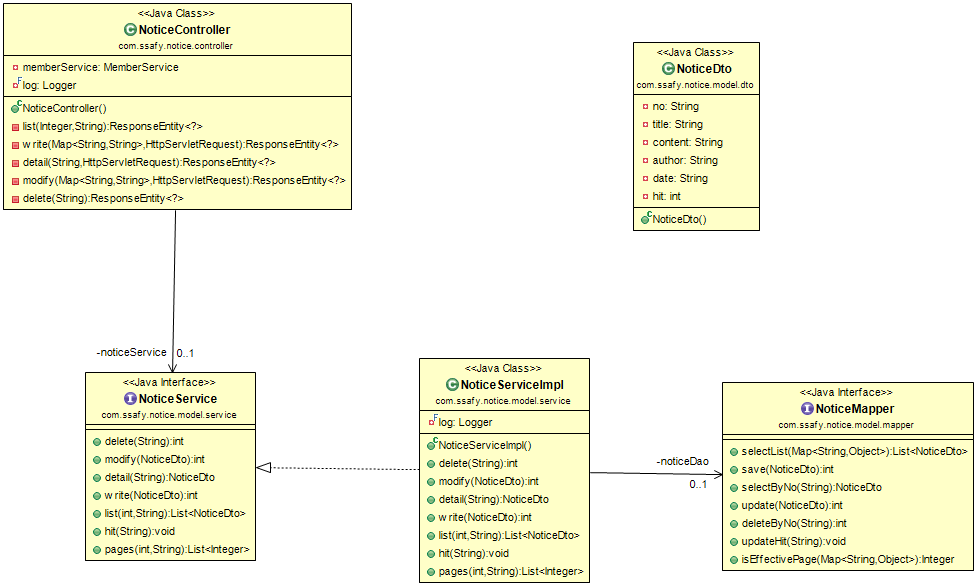 <<Java Class>>
NoticeController
com.ssafy.notice.controller
memberService: MemberService
log: Logger
NoticeController()
list(Integer,String):ResponseEntity<?>
write(Map<String,String>,HttpServletRequest):ResponseEntity<?>
detail(String,HttpServletRequest):ResponseEntity<?>
modify(Map<String,String>,HttpServletRequest):ResponseEntity<?>
delete(String):ResponseEntity<?>
<<Java Class>>
NoticeDto
com.ssafy.notice.model.dto
no: String
title: String
content: String
author: String
date: String
hit: int
NoticeDto()
-noticeService 0..1
<<Java Interface>>
NoticeService
com.ssafy.notice.model.service
delete(String):int
modify(NoticeDto):int
detail(String):NoticeDto
write(NoticeDto):int
list(int,String):List<NoticeDto>
hit(String):void
pages(int,String):List<Integer>
<<Java Class>>
NoticeServiceImpl
com.ssafy.notice.model.service
log: Logger
NoticeServiceImpl()
delete(String):int
modify(NoticeDto):int
detail(String):NoticeDto
write(NoticeDto):int
list(int,String):List<NoticeDto>
hit(String):void
pages(int,String):List<Integer>
-noticeDao
0..1
<<Java Interface>>
NoticeMapper
com.ssafy.notice.model.mapper
selectList(Map<String,Object>):List<NoticeDto>
save(NoticeDto):int
selectByNo(String):NoticeDto
update(NoticeDto):int
deleteByNo(String):int
updateHit(String):void
isEffectivePage(Map<String,Object>):Integer